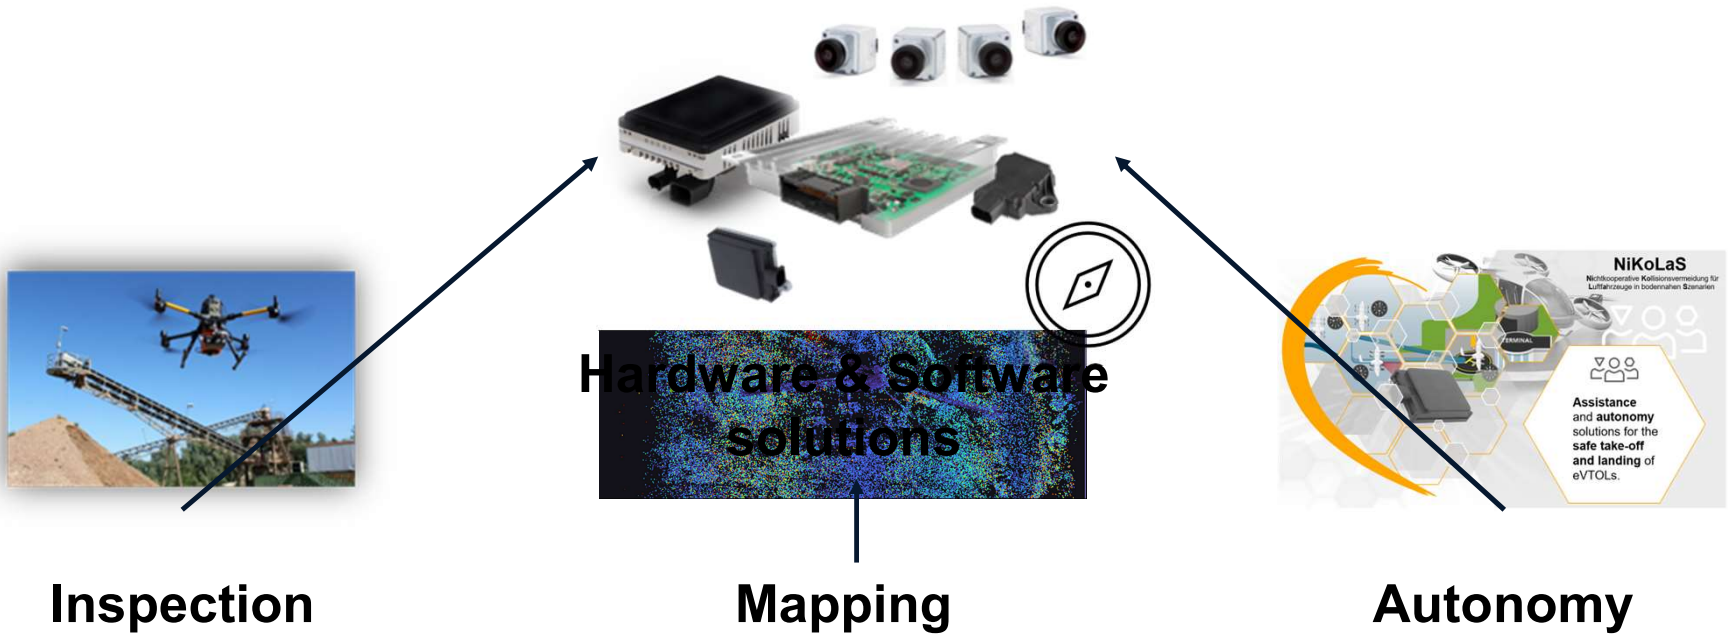 Hardware & Software
solutions
NiKoLaS
Nichtkooperative Kollisionsvermeidung für
Luftfahrzeuge in bodennahen Szenarien
TERMINAL
Assistance
and autonomy
solutions for the
safe take-off
and landing of
eVTOLs.
Inspection
Mapping
Autonomy